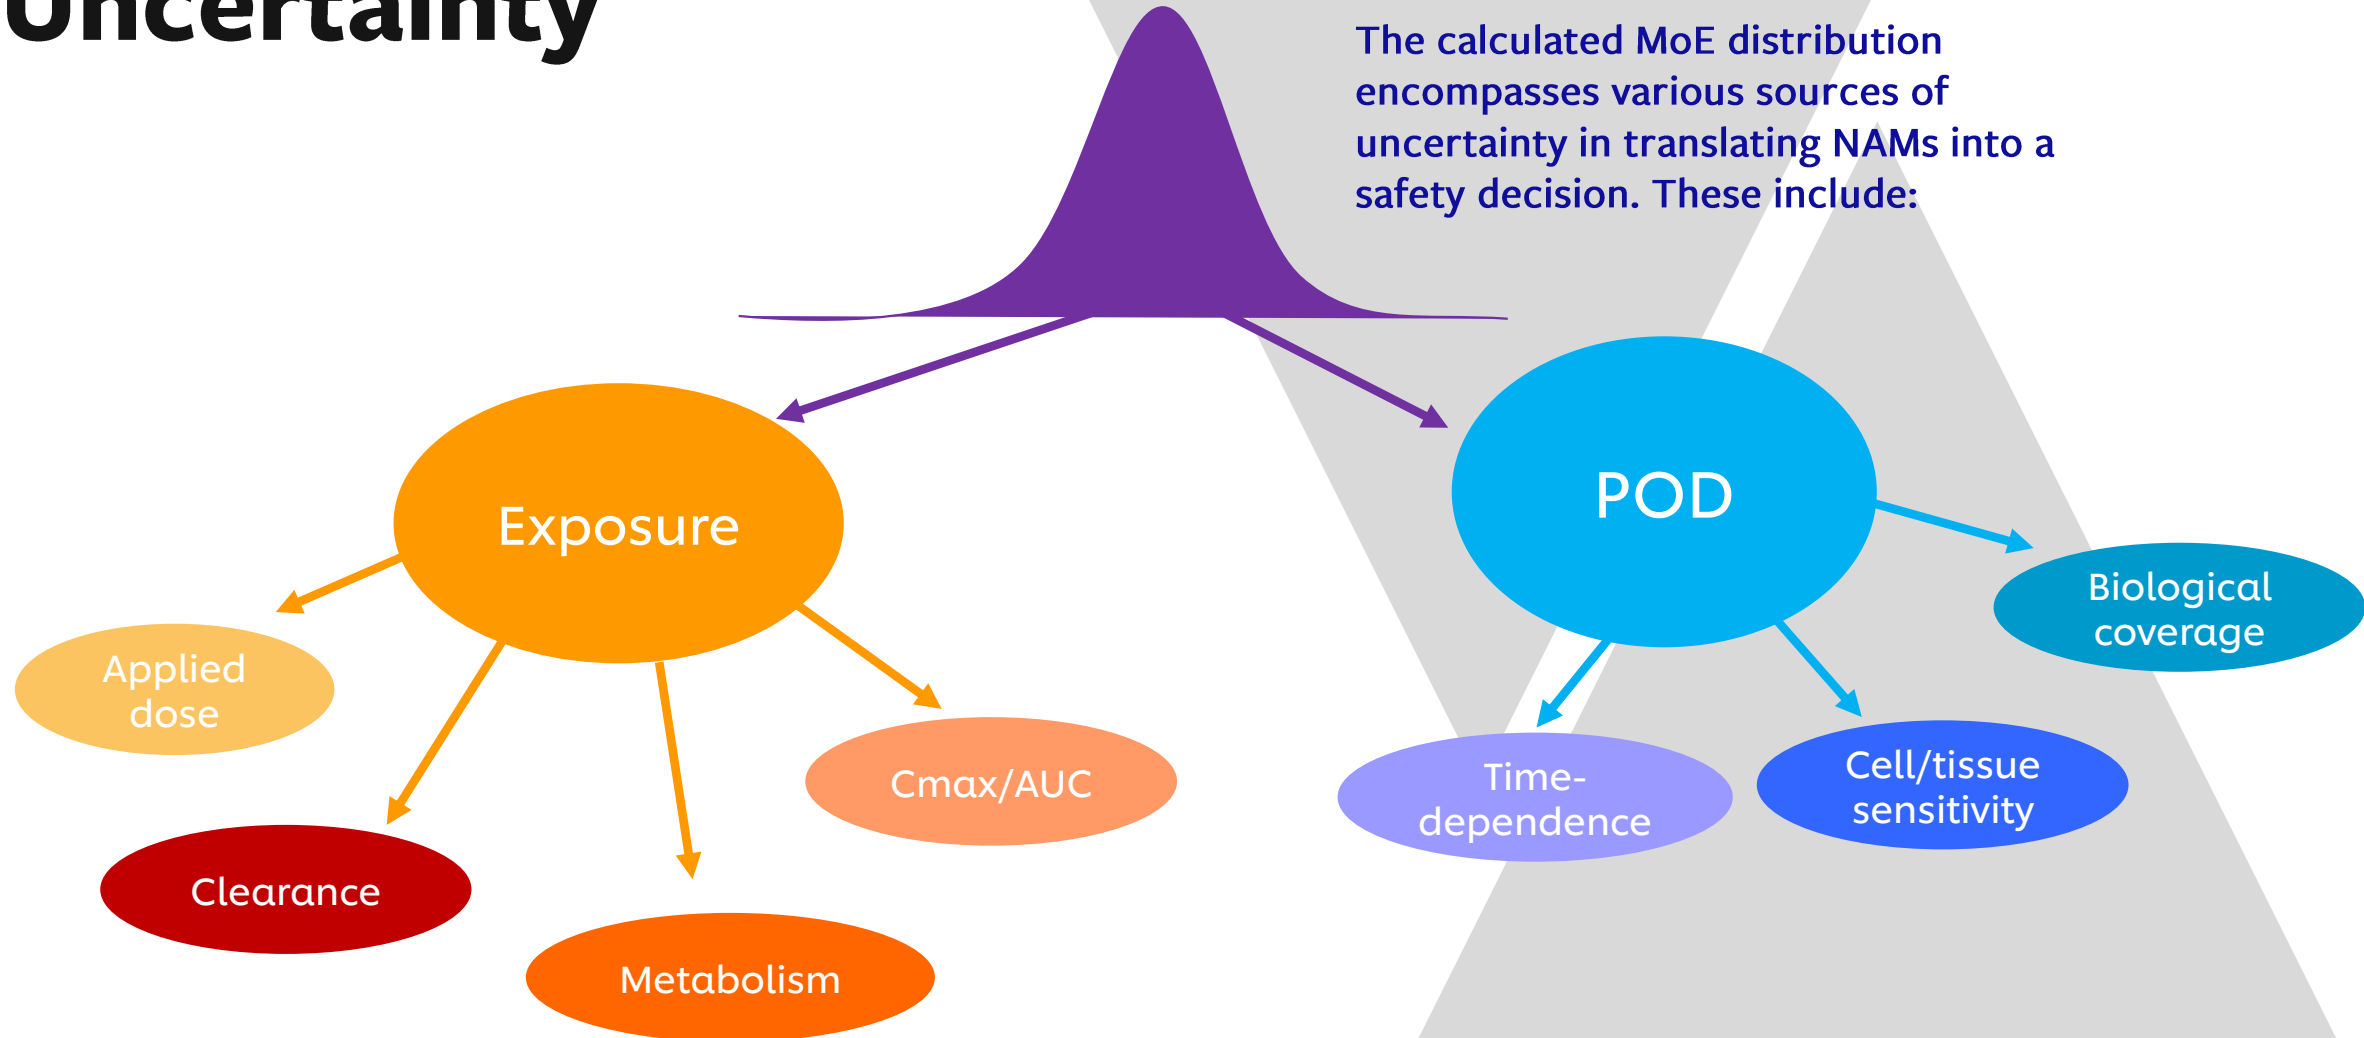 Uncertainty
The calculated MoE distribution
encompasses various sources of
uncertainty in translating NAMs into a
safety decision. These include:
Exposure
POD
Applied
dose
Clearance
Metabolism
Cmax/AUC
Time-
dependence
Cell/tissue
sensitivity
Biological
coverage